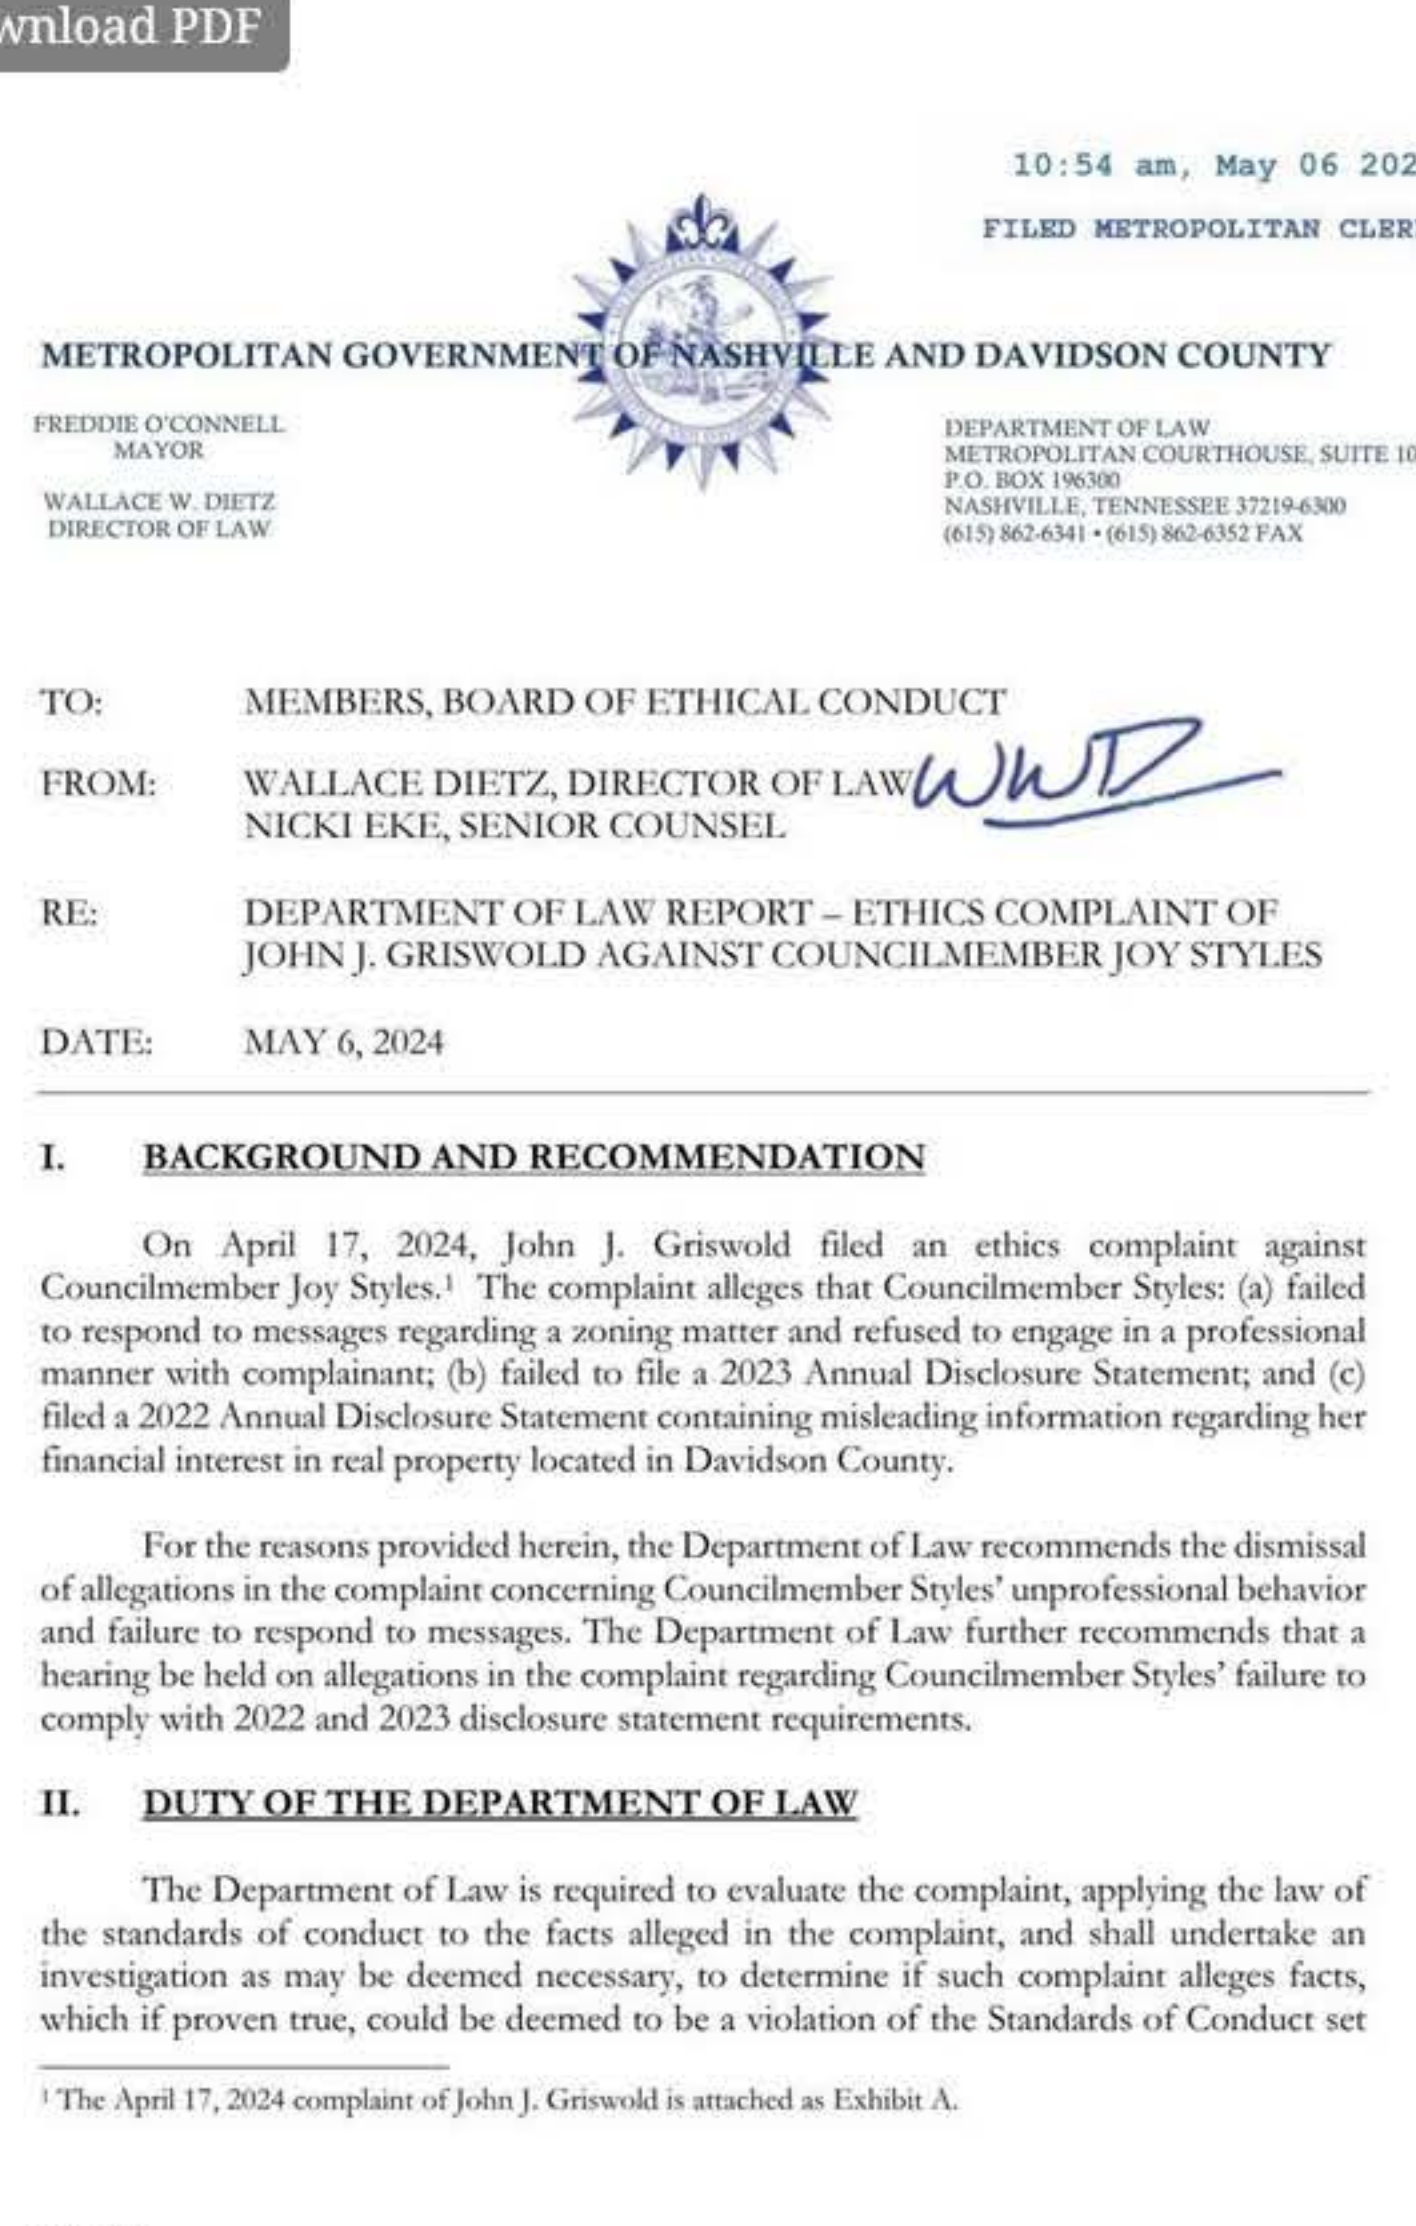 wnload PDF
10:54 am, May 06 202
FILED METROPOLITAN CLER
METROPOLITAN GOVERNMENT OF NASHVILLE AND DAVIDSON COUNTY
FREDDIE O'CONNELL
MAYOR
WALLACE W. DIETZ
DIRECTOR OF LAW
DEPARTMENT OF LAW
METROPOLITAN COURTHOUSE, SUITE 10
P.O. BOX 196300
NASHVILLE, TENNESSEE 37219-6300
(615) 862-6341 • (615) 862-6352 FAX
TO: MEMBERS, BOARD OF ETHICAL CONDUCT
FROM: WALLACE DIETZ, DIRECTOR OF LAW WWD
NICKI EKE, SENIOR COUNSEL
RE: DEPARTMENT OF LAW REPORT – ETHICS COMPLAINT OF
JOHN J. GRISWOLD AGAINST COUNCILMEMBER JOY STYLES
DATE: MAY 6, 2024
I. BACKGROUND AND RECOMMENDATION
On April 17, 2024, John J. Griswold filed an ethics complaint against
Councilmember Joy Styles.¹ The complaint alleges that Councilmember Styles: (a) failed
to respond to messages regarding a zoning matter and refused to engage in a professional
manner with complainant; (b) failed to file a 2023 Annual Disclosure Statement; and (c)
filed a 2022 Annual Disclosure Statement containing misleading information regarding her
financial interest in real property located in Davidson County.
For the reasons provided herein, the Department of Law recommends the dismissal
of allegations in the complaint concerning Councilmember Styles' unprofessional behavior
and failure to respond to messages. The Department of Law further recommends that a
hearing be held on allegations in the complaint regarding Councilmember Styles' failure to
comply with 2022 and 2023 disclosure statement requirements.
II. DUTY OF THE DEPARTMENT OF LAW
The Department of Law is required to evaluate the complaint, applying the law of
the standards of conduct to the facts alleged in the complaint, and shall undertake an
investigation as may be deemed necessary, to determine if such complaint alleges facts,
which if proven true, could be deemed to be a violation of the Standards of Conduct set
¹ The April 17, 2024 complaint of John J. Griswold is attached as Exhibit A.